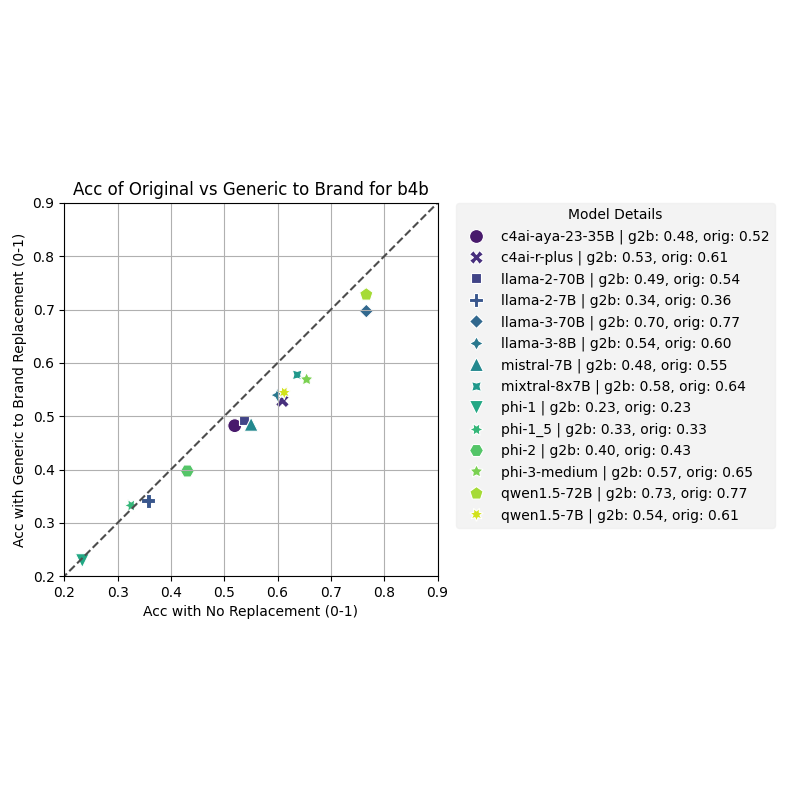 Acc of Original vs Generic to Brand for b4b
Acc with Generic to Brand Replacement (0-1)
0.9
0.8
0.7
0.6
0.5
0.4
0.3
0.2
0.2 0.3 0.4 0.5 0.6 0.7 0.8 0.9
Acc with No Replacement (0-1)
Model Details
c4ai-aya-23-35B | g2b: 0.48, orig: 0.52
c4ai-r-plus | g2b: 0.53, orig: 0.61
llama-2-70B | g2b: 0.49, orig: 0.54
llama-2-7B | g2b: 0.34, orig: 0.36
llama-3-70B | g2b: 0.70, orig: 0.77
llama-3-8B | g2b: 0.54, orig: 0.60
mistral-7B | g2b: 0.48, orig: 0.55
mixtral-8x7B | g2b: 0.58, orig: 0.64
phi-1 | g2b: 0.23, orig: 0.23
phi-1_5 | g2b: 0.33, orig: 0.33
phi-2 | g2b: 0.40, orig: 0.43
phi-3-medium | g2b: 0.57, orig: 0.65
qwen1.5-72B | g2b: 0.73, orig: 0.77
qwen1.5-7B | g2b: 0.54, orig: 0.61